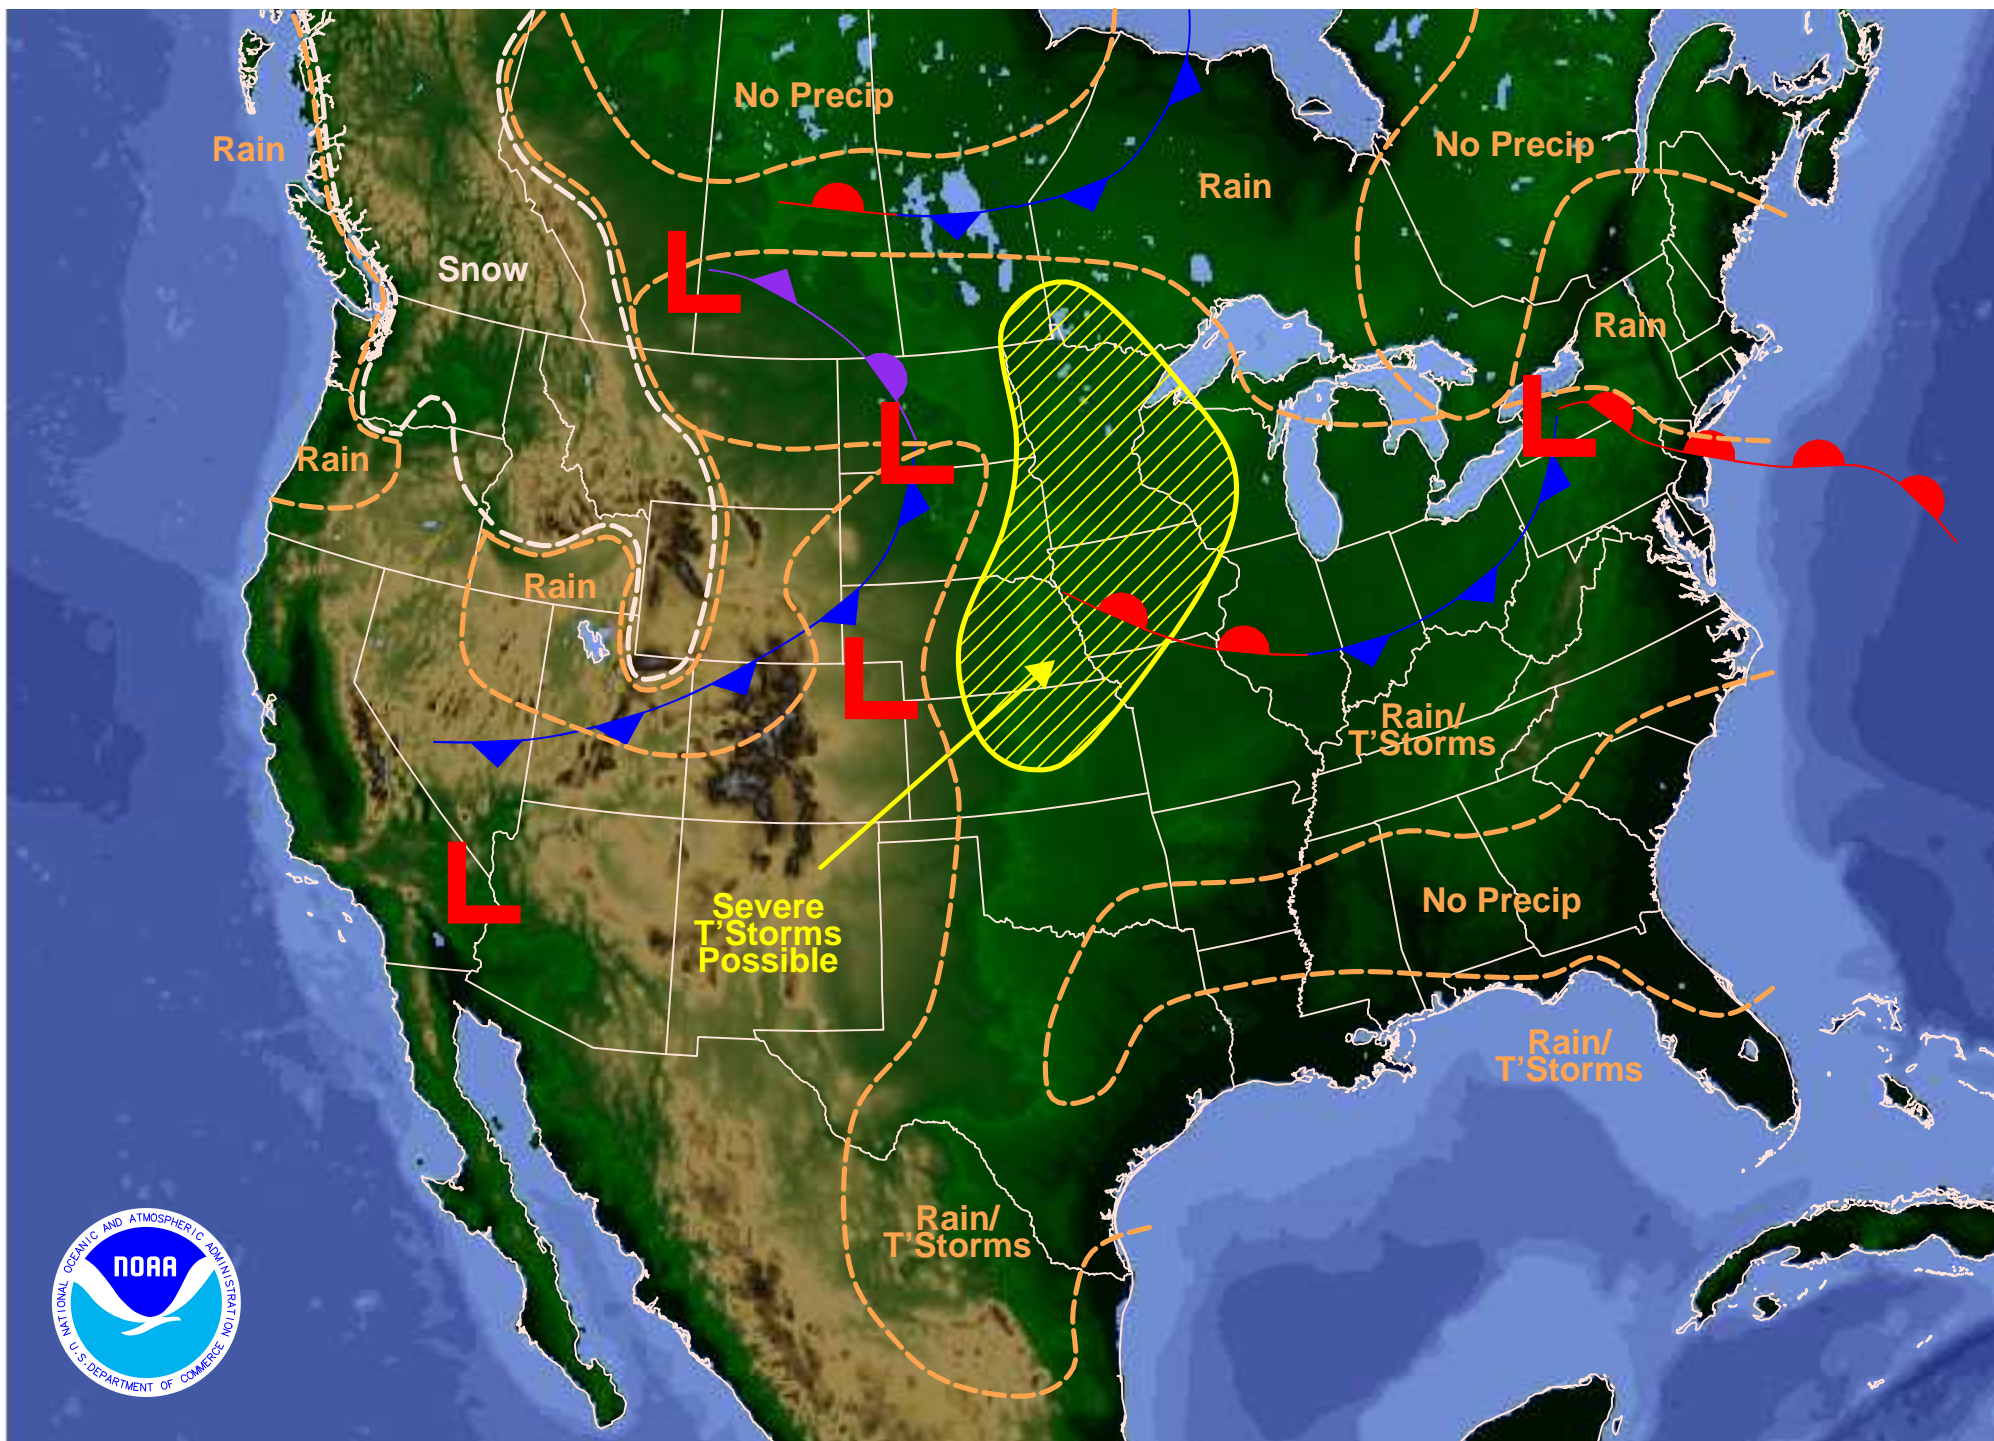 No Precip
No Precip
Rain
Rain
Snow
Rain
L
L
L
Rain
Rain
L
Rain/
T'Storms
L
Severe
T'Storms
Possible
No Precip
Rain/
T'Storms
Rain/
T'Storms
NATIONAL OCEANIC AND ATMOSPHERIC ADMINISTRATION
NOAA
U.S. DEPARTMENT OF COMMERCE
L